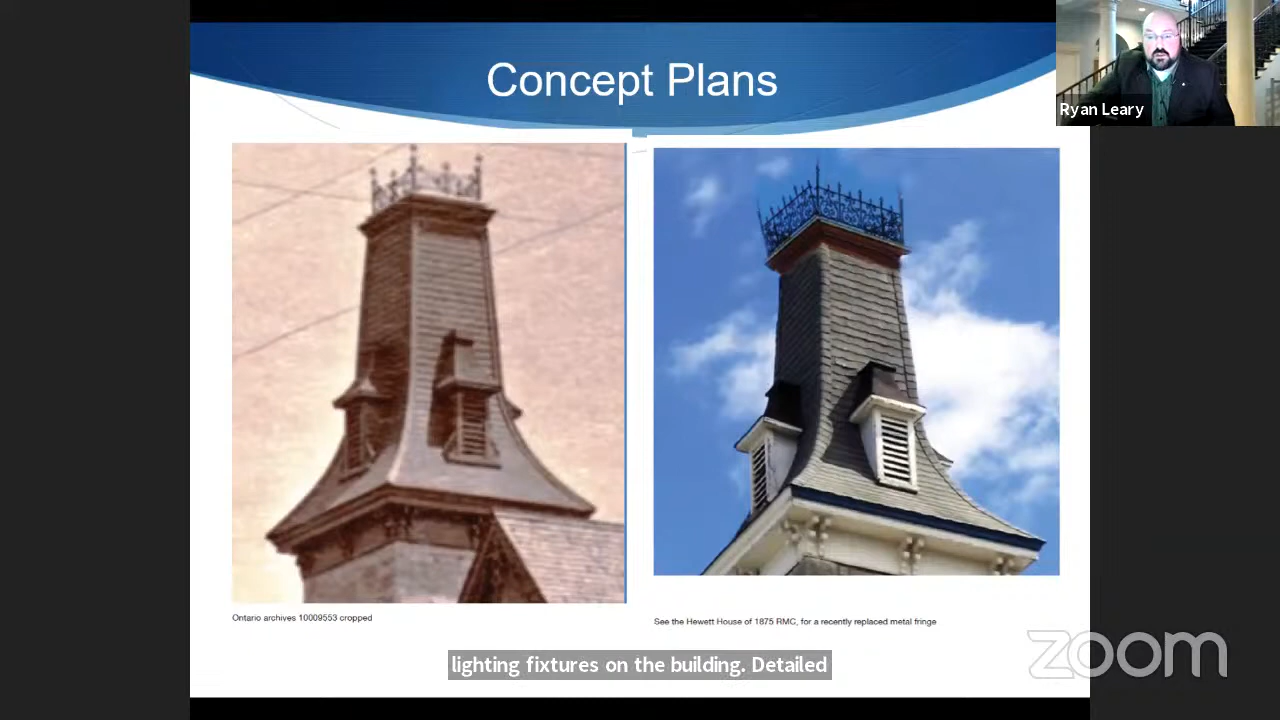 Concept Plans
Ryan Leary
Ontario archives 10009553 cropped
See the Hewett House of 1875 RMC, for a recently replaced metal fringe
lighting fixtures on the building. Detailed
zoom